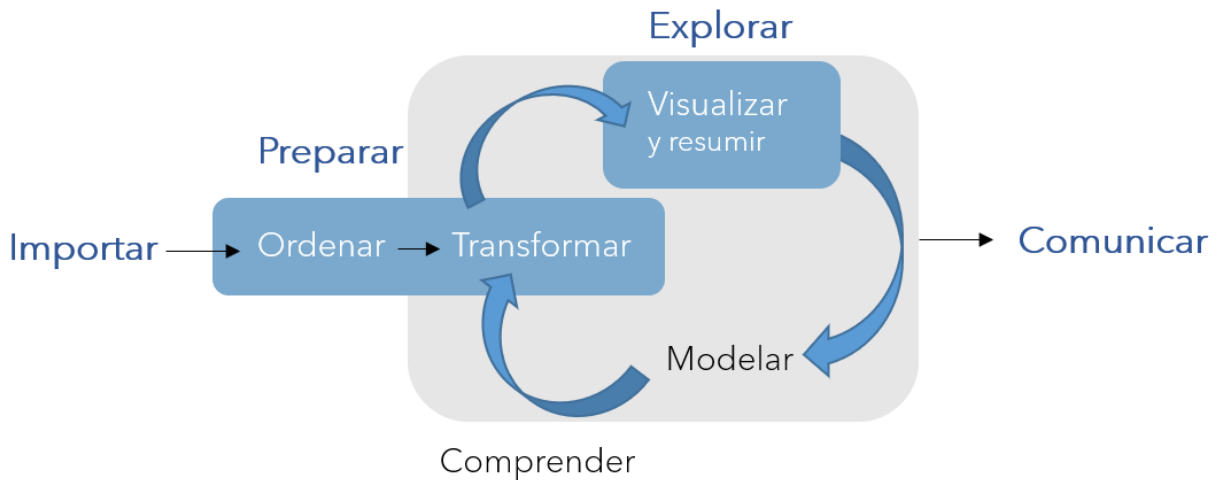 Explorar
Visualizar
y resumir
Preparar
Importar
Ordenar
Transformar
Comunicar
Modelar
Comprender